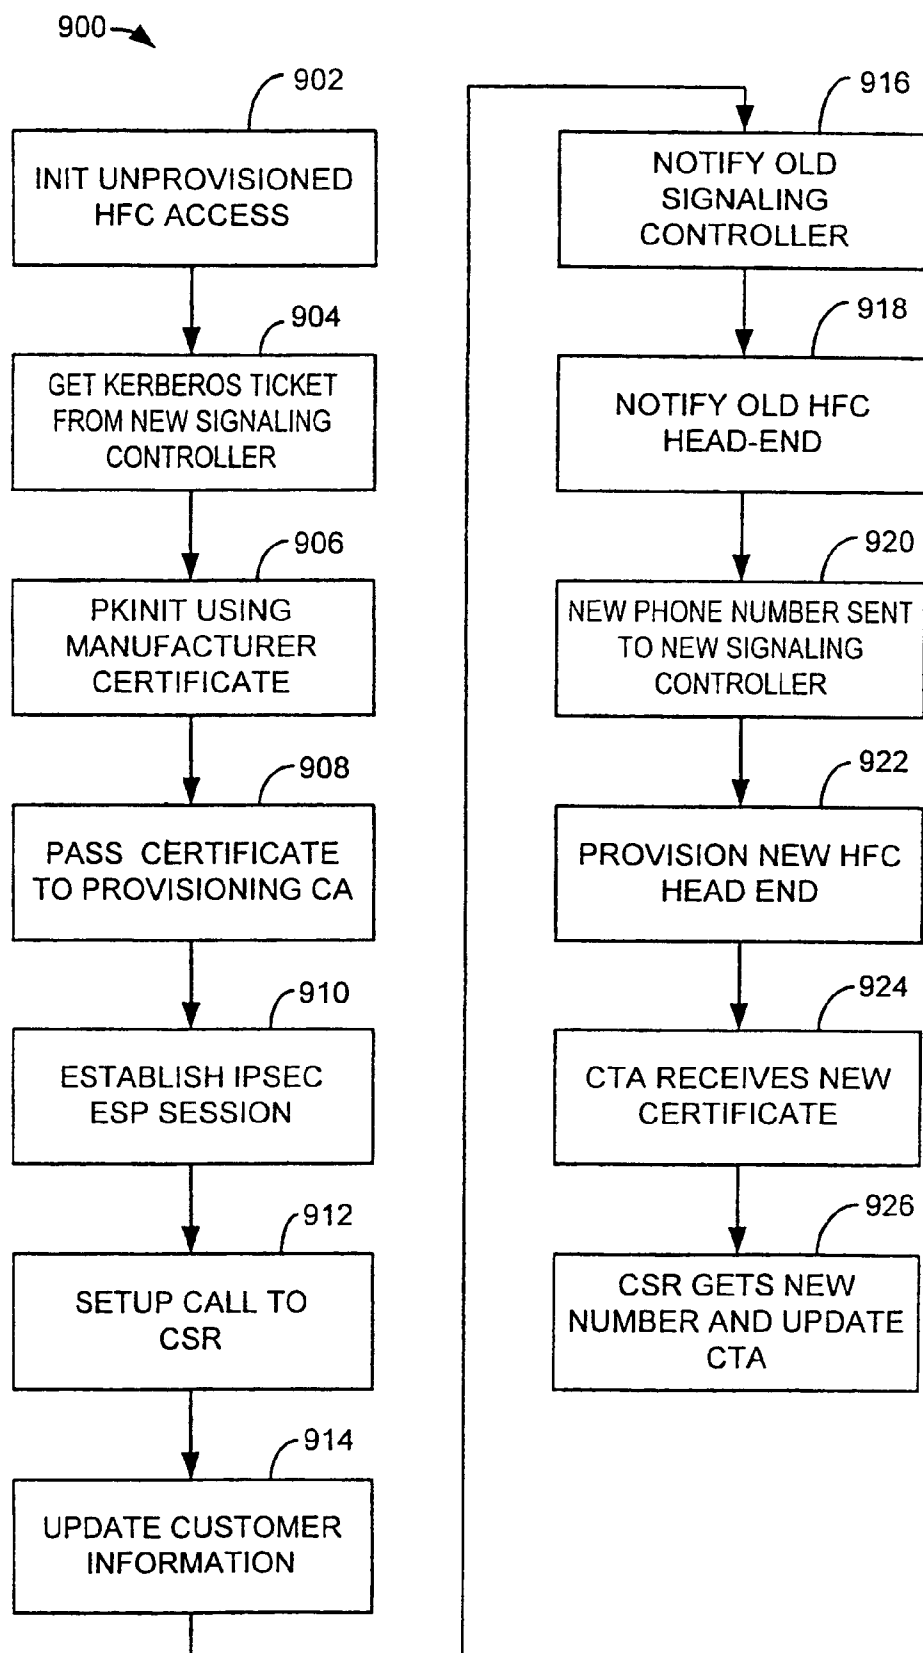 900
902
INIT UNPROVISIONED
HFC ACCESS
904
GET KERBEROS TICKET
FROM NEW SIGNALING
CONTROLLER
906
PKINIT USING
MANUFACTURER
CERTIFICATE
908
PASS CERTIFICATE
TO PROVISIONING CA
910
ESTABLISH IPSEC
ESP SESSION
912
SETUP CALL TO
CSR
914
UPDATE CUSTOMER
INFORMATION
916
NOTIFY OLD
SIGNALING
CONTROLLER
918
NOTIFY OLD HFC
HEAD-END
920
NEW PHONE NUMBER SENT
TO NEW SIGNALING
CONTROLLER
922
PROVISION NEW HFC
HEAD END
924
CTA RECEIVES NEW
CERTIFICATE
926
CSR GETS NEW
NUMBER AND UPDATE
CTA